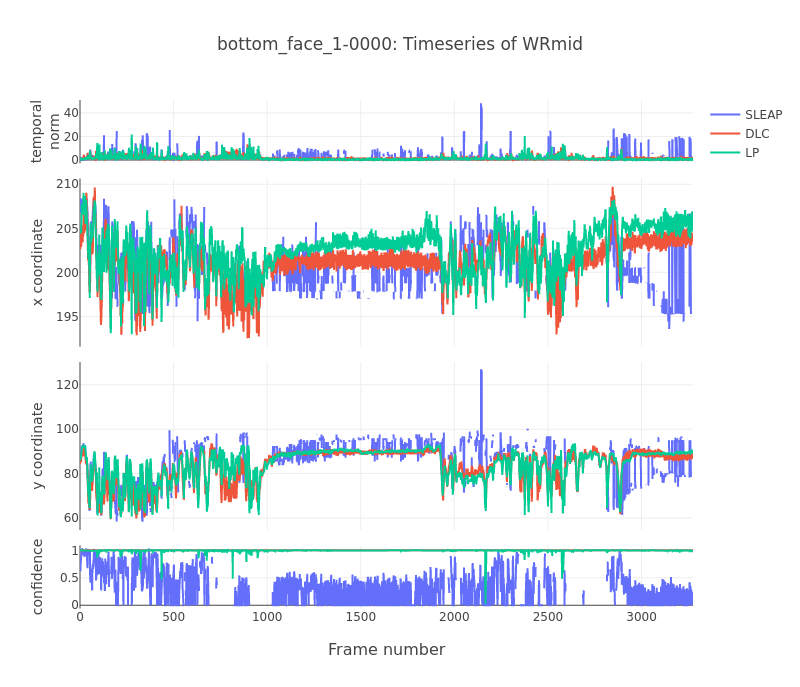 bottom_face_1-0000: Timeseries of WRmid
SLEAP
DLC
LP
temporal
norm
40
20
0
x coordinate
210
205
200
195
y coordinate
120
100
80
60
confidence
1
0.5
0
0
500
1000
1500
2000
2500
3000
Frame number